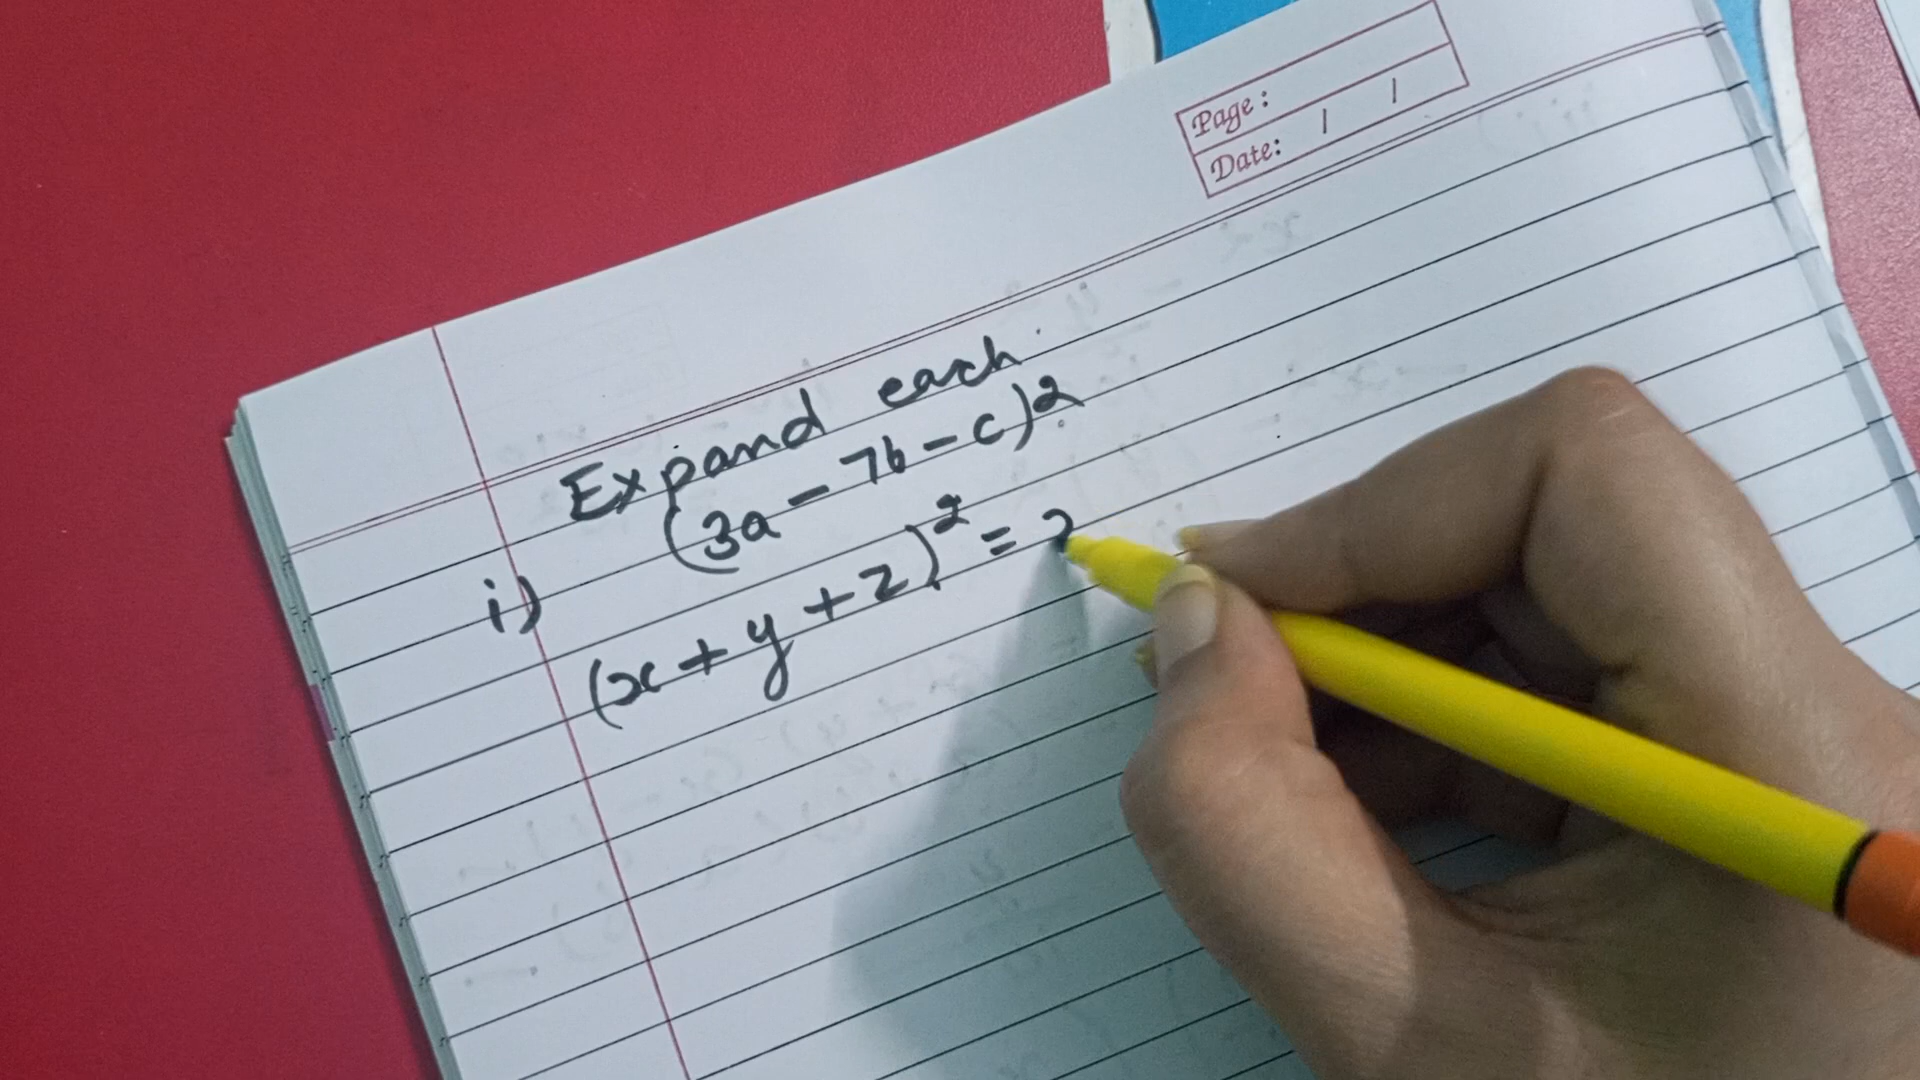 Page:
Date: / /
Expand each.
i) (3a - 7b - c)²
(x + y + z)² =